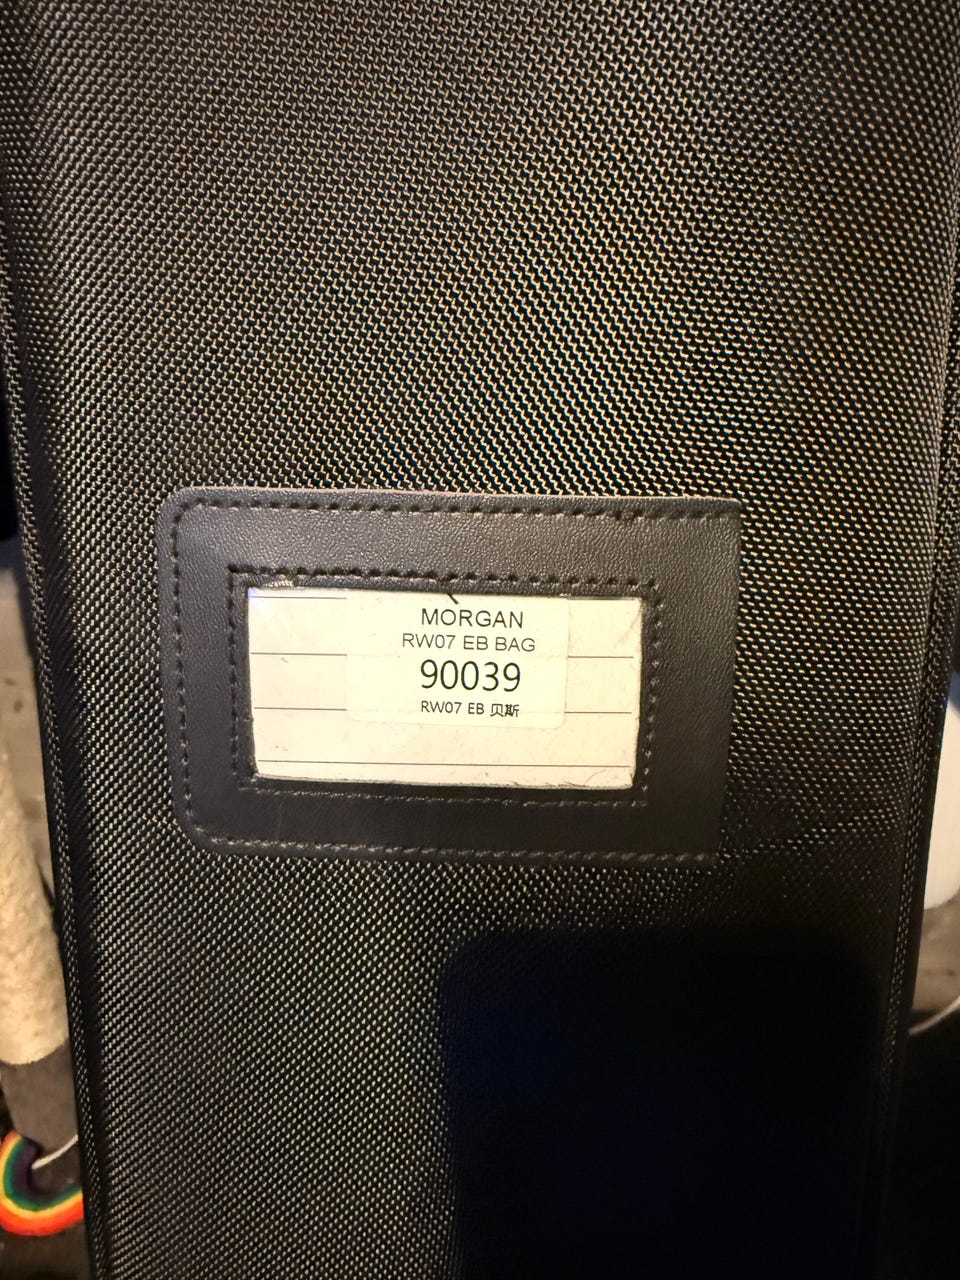 MORGAN
RW07 EB BAG
90039
RW07 EB 贝斯